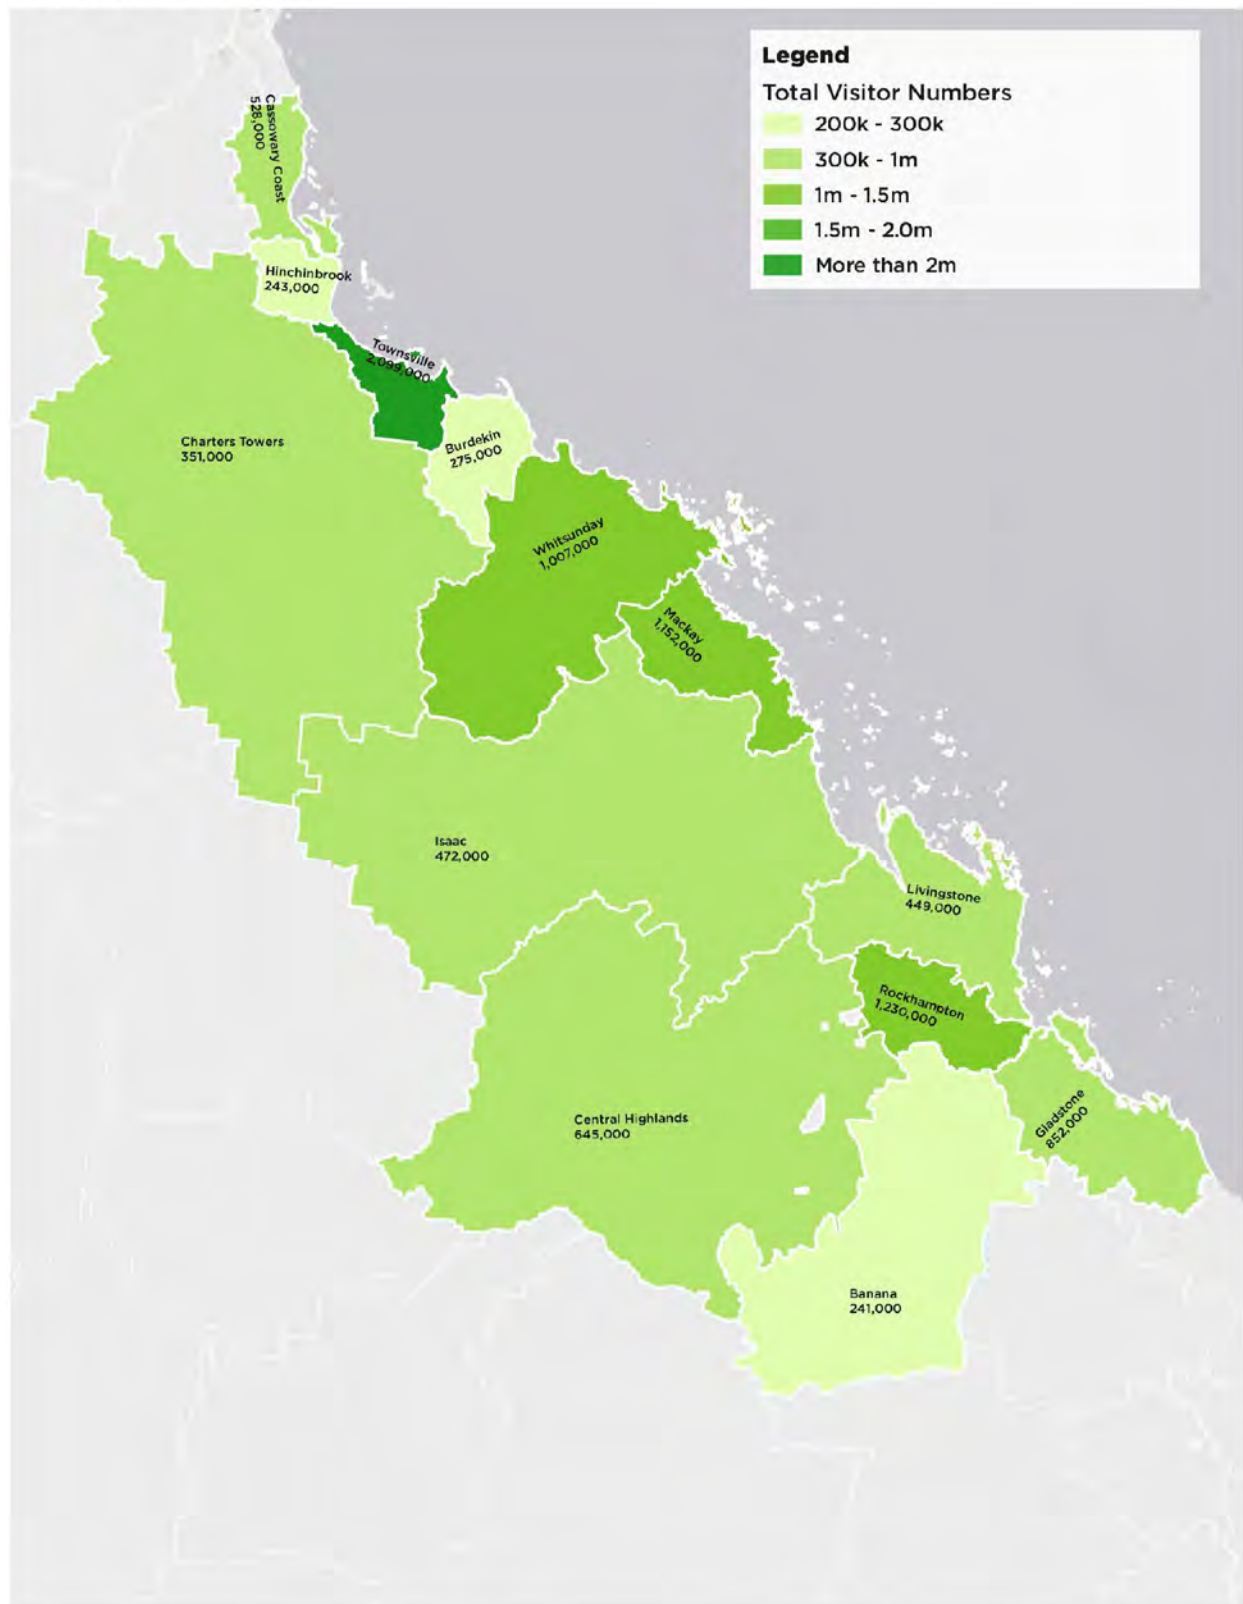 Legend
Total Visitor Numbers
200k - 300k
300k - 1m
1m - 1.5m
1.5m - 2.0m
More than 2m
Cassowary Coast
528,000
Hinchinbrook
243,000
Townsville
2,099,000
Charters Towers
351,000
Burdekin
275,000
Whitsunday
1,007,000
Mackay
1,152,000
Isaac
472,000
Livingstone
449,000
Rockhampton
1,230,000
Central Highlands
645,000
Gladstone
852,000
Banana
241,000